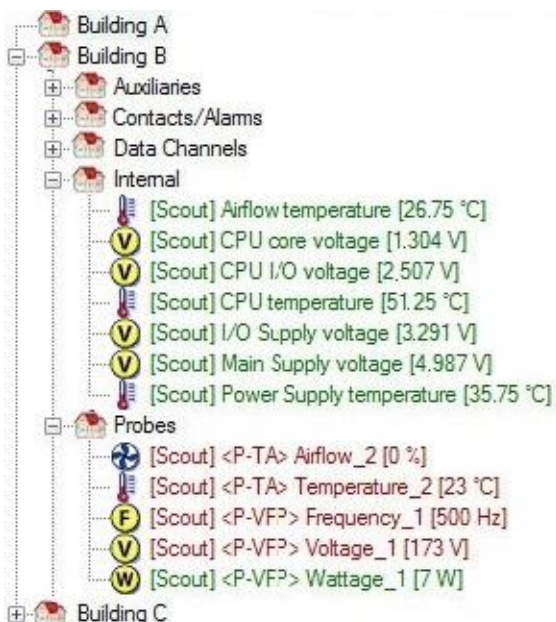 Building A
Building B
Auxiliaries
Contacts/Alarms
Data Channels
Internal
[Scout] Airflow temperature [26.75 °C]
V [Scout] CPU core voltage [1.304 V]
V [Scout] CPU I/O voltage [2,507 V]
[Scout] CPU temperature [51.25 °C]
V [Scout] I/O Supply voltage [3.291 V]
V [Scout] Main Supply voltage [4.987 V]
[Scout] Power Supply temperature [35.75 °C]
Probes
[Scout] <P-TA> Airflow_2 [0 %]
[Scout] <P-TA> Temperature_2 [23 °C]
F [Scout] <P-VFP> Frequency_1 [500 Hz]
V [Scout] <P-VFP> Voltage_1 [173 V]
W [Scout] <P-VFP> Wattage_1 [7 W]
Building C